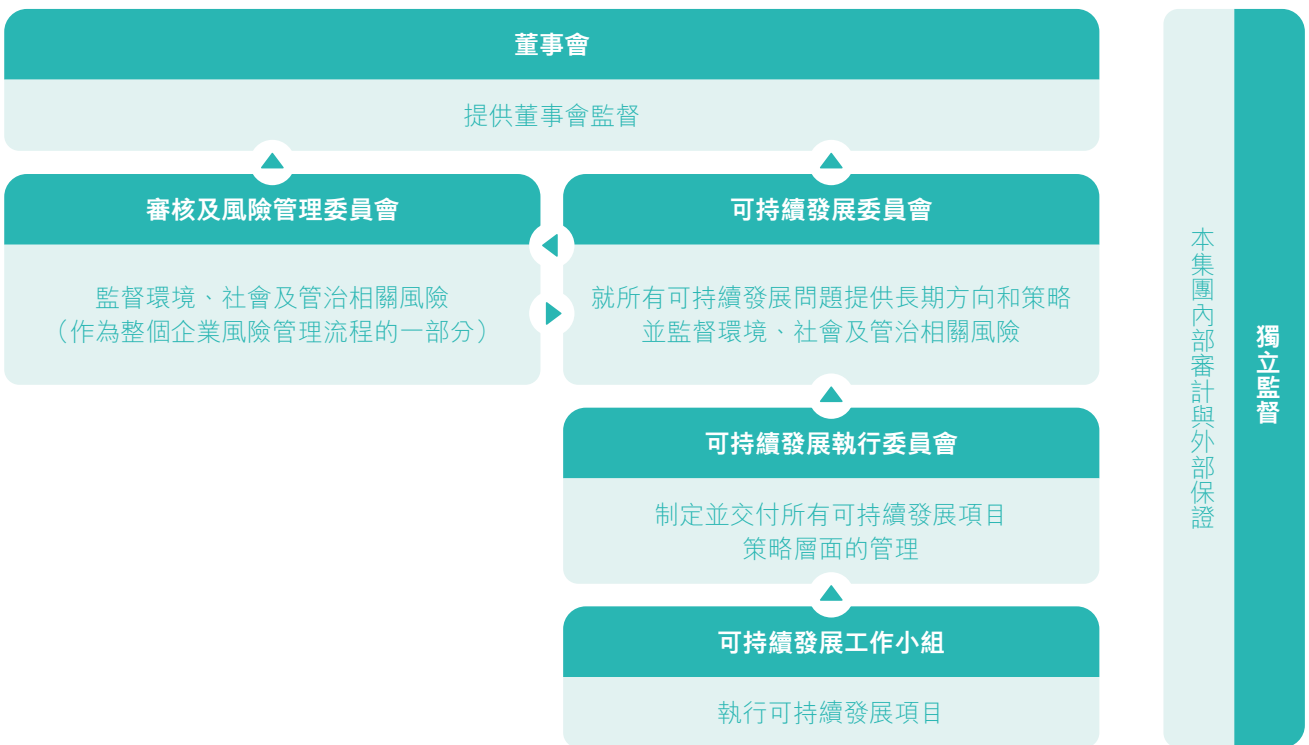 董事會
提供董事會監督
審核及風險管理委員會
監督環境、社會及管治相關風險
（作為整個企業風險管理流程的一部分）
可持續發展委員會
就所有可持續發展問題提供長期方向和策略
並監督環境、社會及管治相關風險
可持續發展執行委員會
制定並交付所有可持續發展項目
策略層面的管理
可持續發展工作小組
執行可持續發展項目
本集團內部審計與外部保證
獨立監督